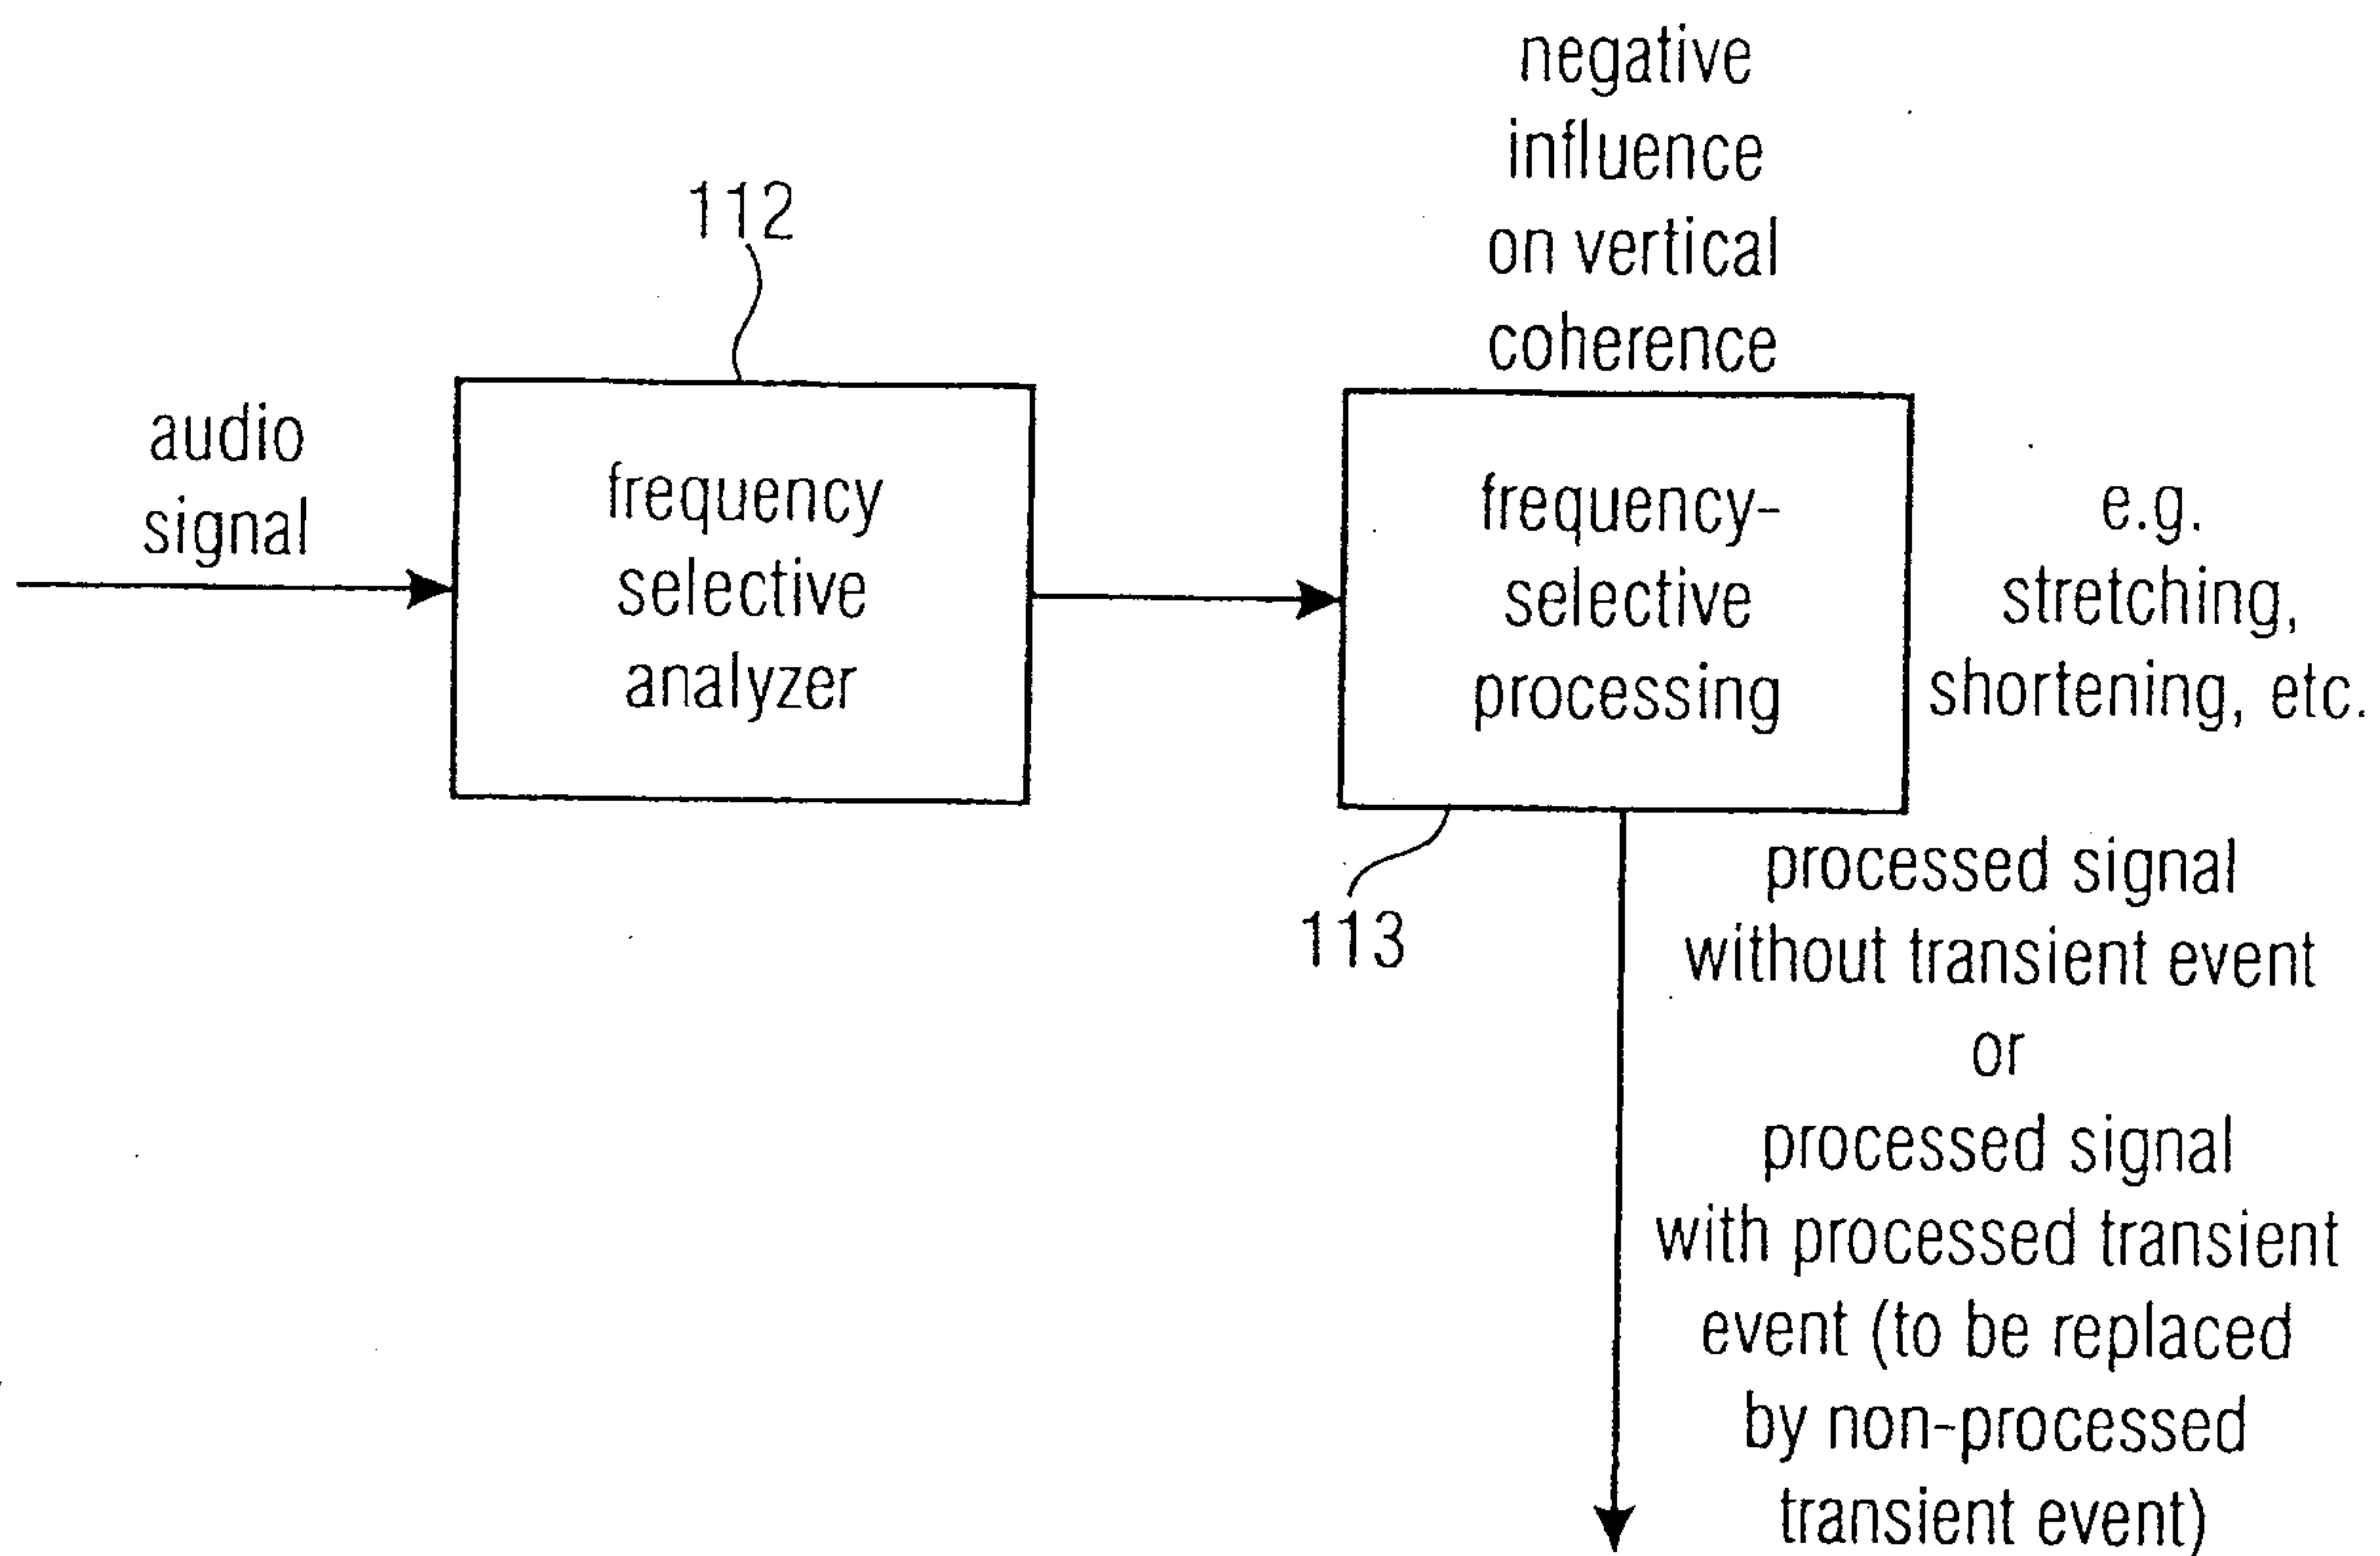 negative
influence
on vertical
coherence
112
audio
signal
frequency
selective
analyzer
frequency-
selective
processing
e.g.
stretching,
shortening, etc.
113
processed signal
without transient event
or
processed signal
with processed transient
event (to be replaced
by non-processed
transient event)